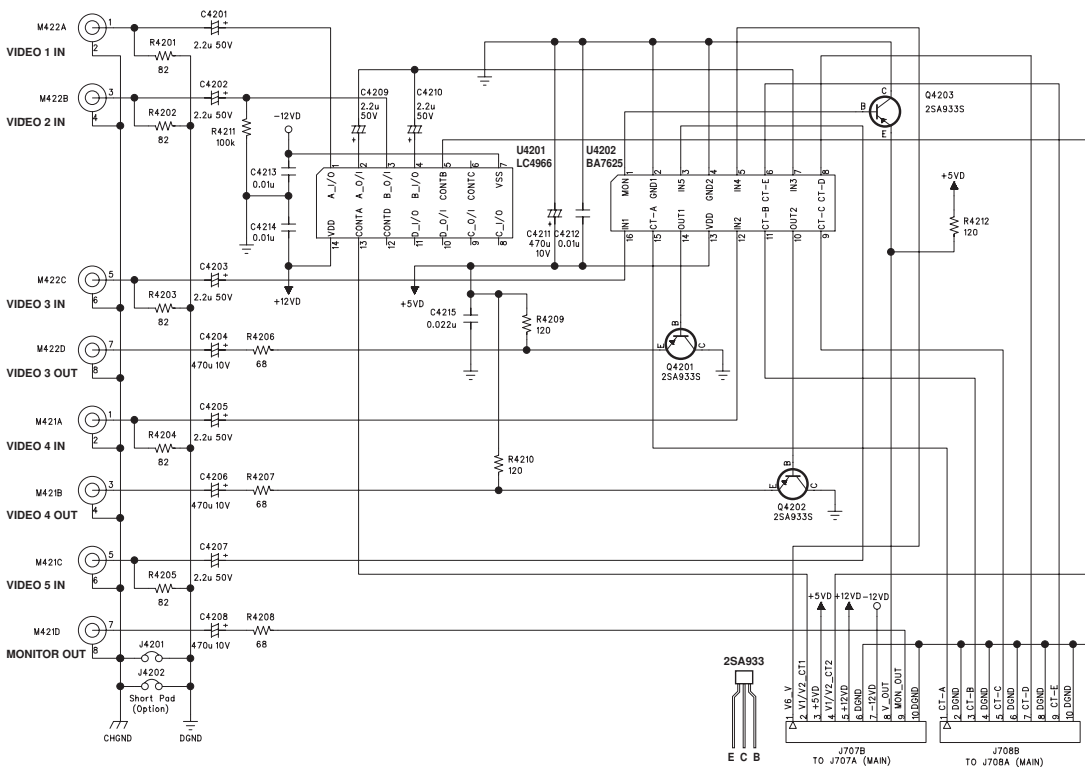 M422A
1
2
VIDEO 1 IN
C4201
+
2.2u 50V
R4201
82
M422B
3
4
VIDEO 2 IN
C4202
+
2.2u 50V
R4202
82
R4211
100k
-12VD
C4213
0.01u
C4214
0.01u
+12VD
C4209
2.2u
50V
+
C4210
2.2u
50V
+
U4201
LC4966
1 2 3 4 5 6 7
A_I/O A_O/I B_O/I B_I/O CONTB CONTC VSS
VDD CONTA CONTD D_I/O D_O/I C_O/I C_I/O
14 13 12 11 10 9 8
U4202
BA7625
1 2 3 4 5 6 7 8
MON GND1 IN5 GND2 IN4 CT-E IN3 CT-D
IN1 CT-A OUT1 VDD IN2 CT-B OUT2 CT-C
16 15 14 13 12 11 10 9
C4211
470u
10V
+
C4212
0.01u
+5VD
C
B
E
Q4203
2SA933S
+5VD
R4212
120
M422C
5
6
VIDEO 3 IN
C4203
+
2.2u 50V
R4203
82
C4215
0.022u
R4209
120
M422D
7
8
VIDEO 3 OUT
C4204
+
470u 10V
R4206
68
B
E
C
Q4201
2SA933S
M421A
1
2
VIDEO 4 IN
C4205
+
2.2u 50V
R4204
82
R4210
120
M421B
3
4
VIDEO 4 OUT
C4206
+
470u 10V
R4207
68
B
E
C
Q4202
2SA933S
M421C
5
6
VIDEO 5 IN
C4207
+
2.2u 50V
R4205
82
M421D
7
8
MONITOR OUT
C4208
+
470u 10V
R4208
68
J4201
J4202
Short Pad
(Option)
CHGND
DGND
2SA933
E C B
+5VD +12VD -12VD
1 V6_V
2 V1/V2_CT1
3 +5VD
4 V1/V2_CT2
5 +12VD
6 DGND
7 -12VD
8 V_OUT
9 MON_OUT
10 DGND
J707B
TO J707A (MAIN)
1 CT-A
2 DGND
3 CT-B
4 DGND
5 CT-C
6 DGND
7 CT-D
8 DGND
9 CT-E
10 DGND
J708B
TO J708A (MAIN)